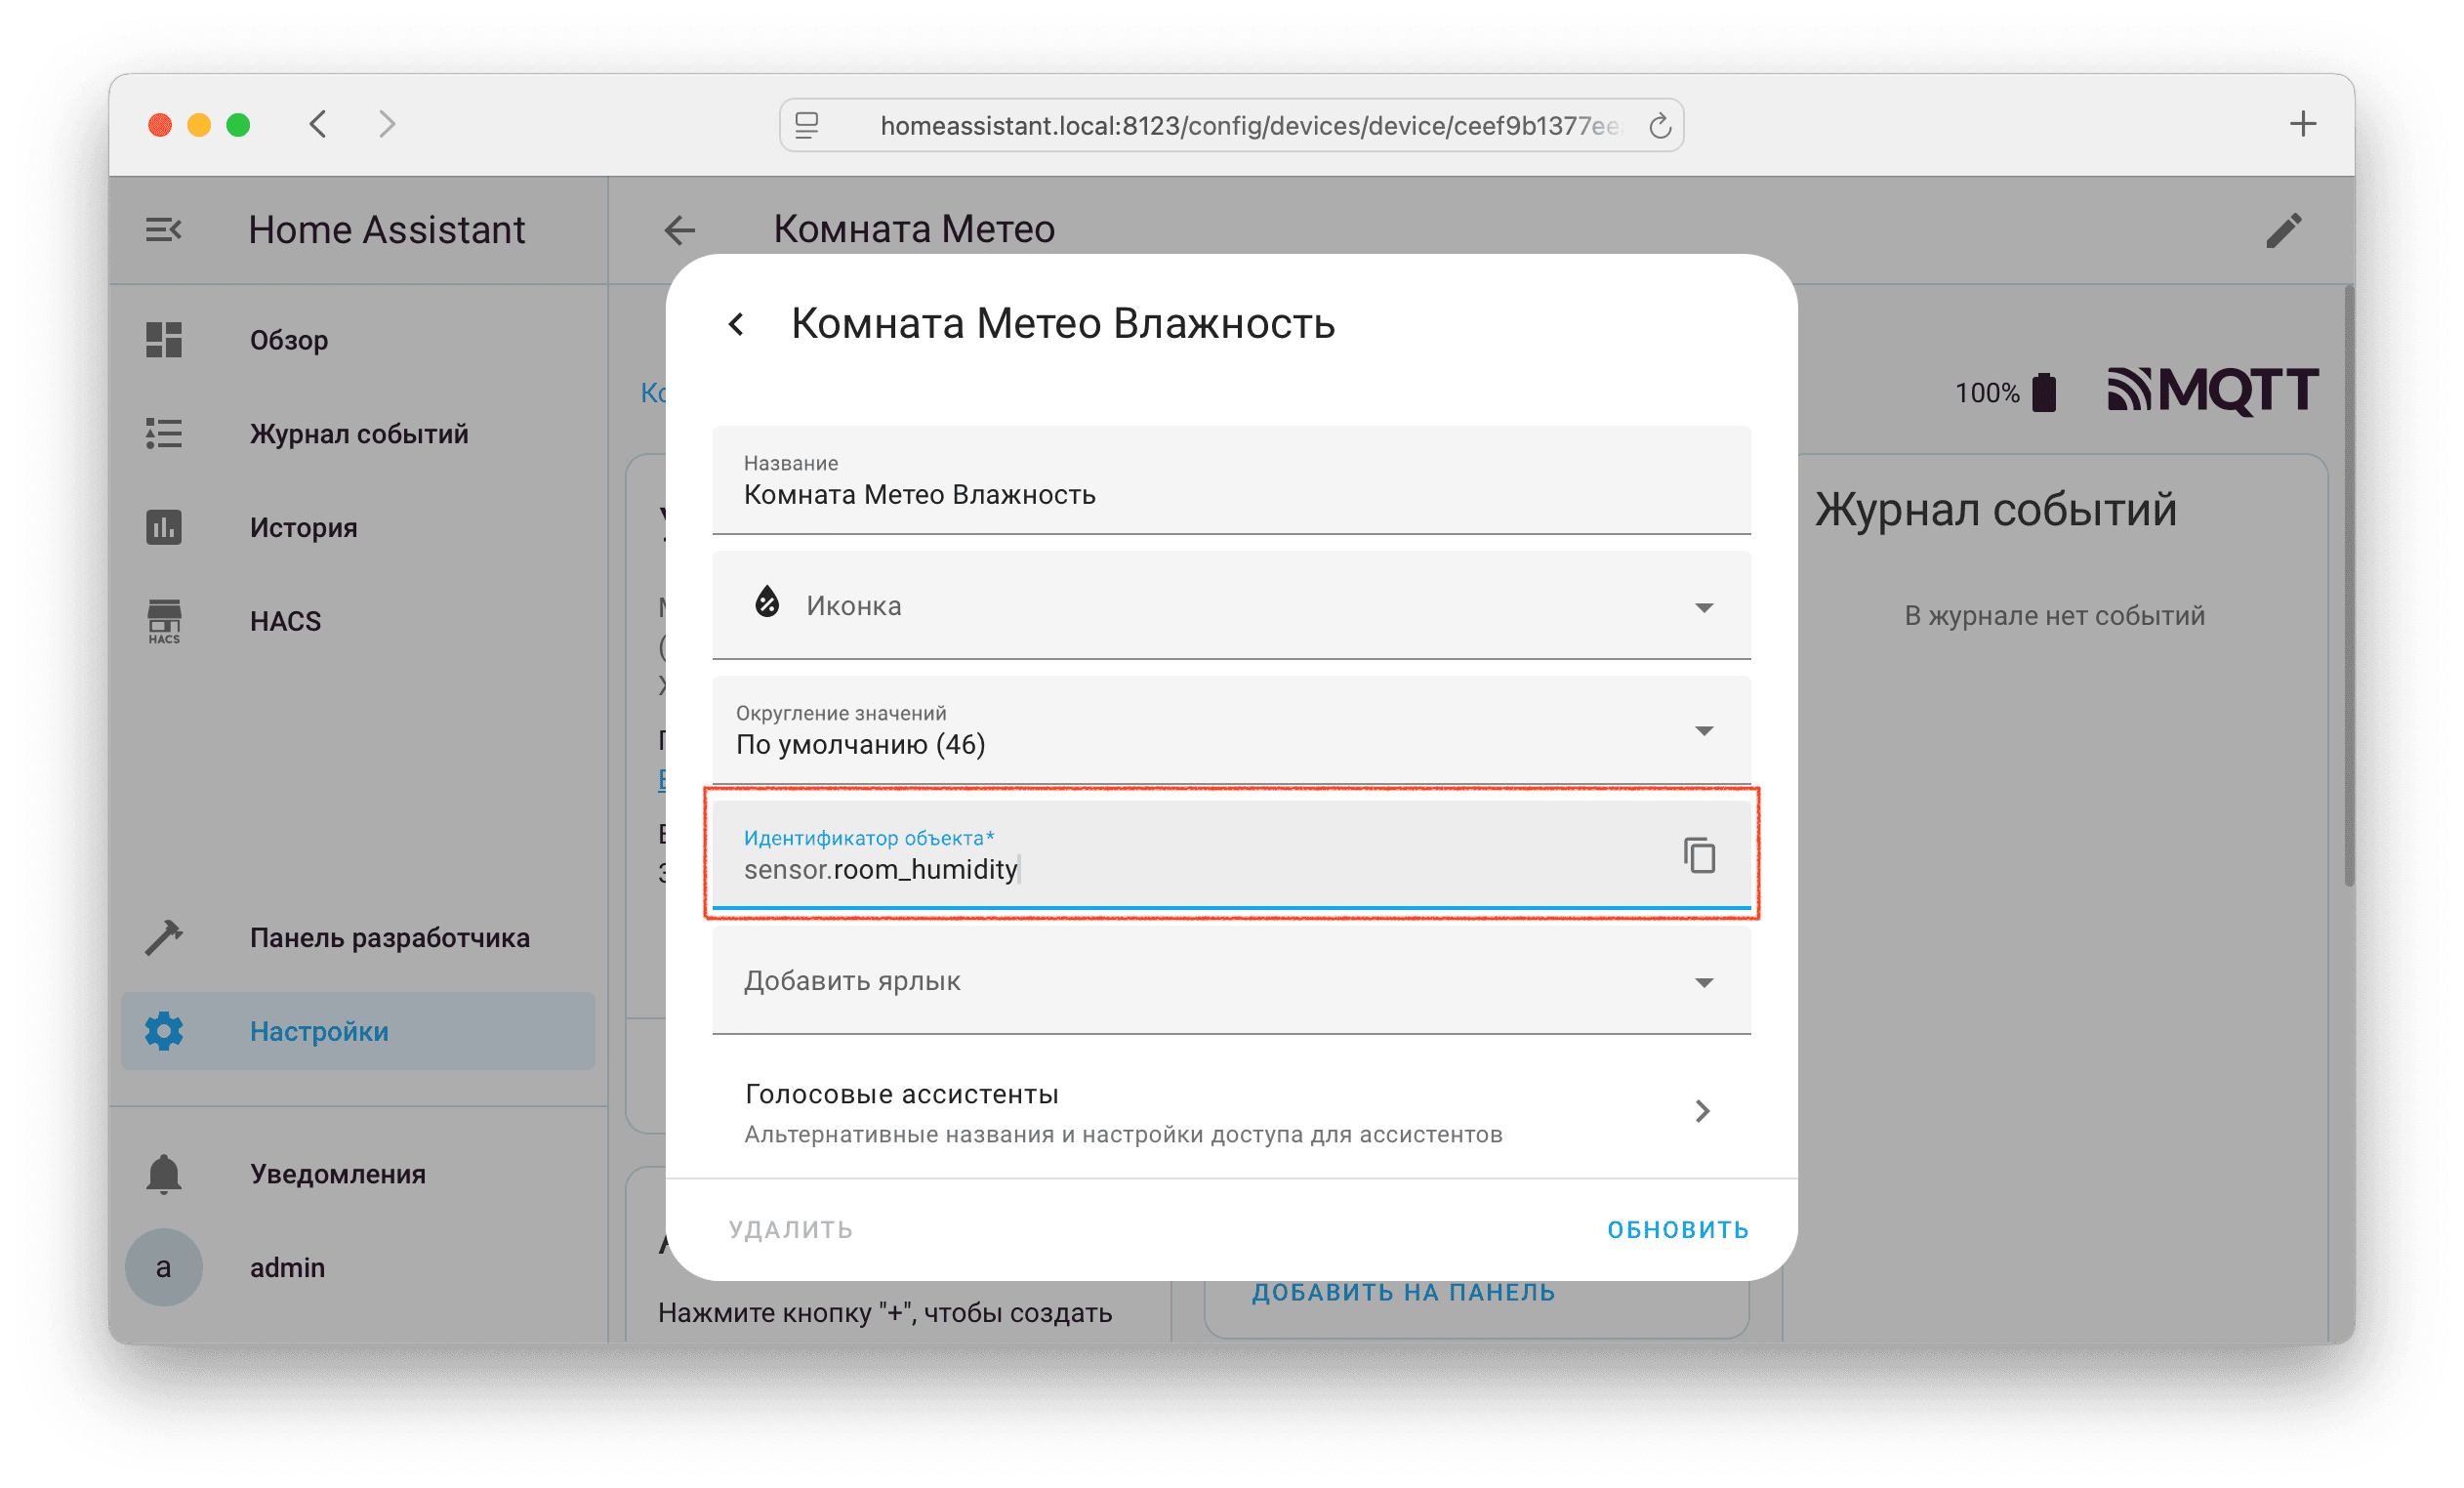 homeassistant.local:8123/config/devices/device/ceef9b1377ee
Home Assistant
Комната Метео
Обзор
Журнал событий
История
HACS
HACS
Панель разработчика
Настройки
Уведомления
a
admin
100%
MQTT
Журнал событий
В журнале нет событий
Комната Метео Влажность
Название
Комната Метео Влажность
Иконка
Округление значений
По умолчанию (46)
Идентификатор объекта*
sensor.room_humidity
Добавить ярлык
Голосовые ассистенты
Альтернативные названия и настройки доступа для ассистентов
УДАЛИТЬ
ОБНОВИТЬ
ДОБАВИТЬ НА ПАНЕЛЬ
Нажмите кнопку "+", чтобы создать